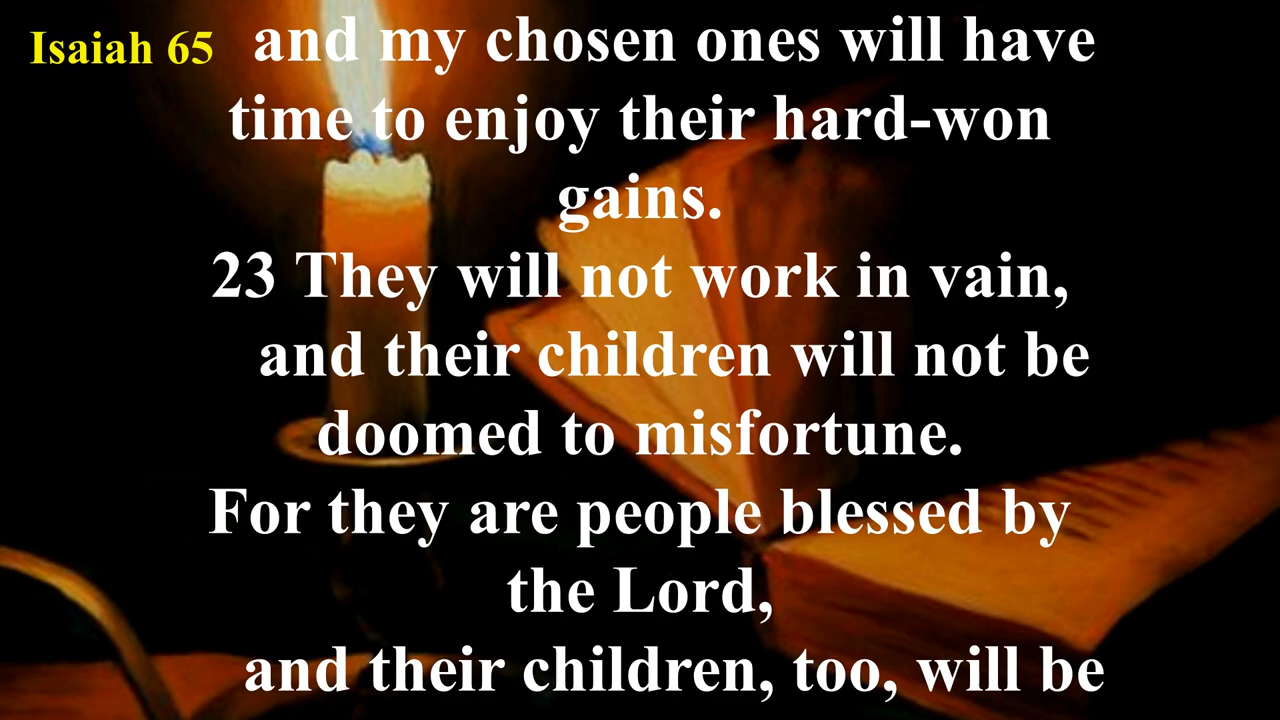 Isaiah 65
and my chosen ones will have
time to enjoy their hard-won
gains.
23 They will not work in vain,
and their children will not be
doomed to misfortune.
For they are people blessed by
the Lord,
and their children, too, will be